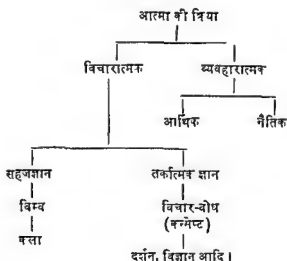 आत्मा की क्रिया
विचारात्मक व्यवहारात्मक
आर्थिक नैतिक
सहजज्ञान तर्कात्मक ज्ञान
बिम्ब विचार-बोध
(कन्सेप्ट)
कला
दर्शन, विज्ञान आदि।